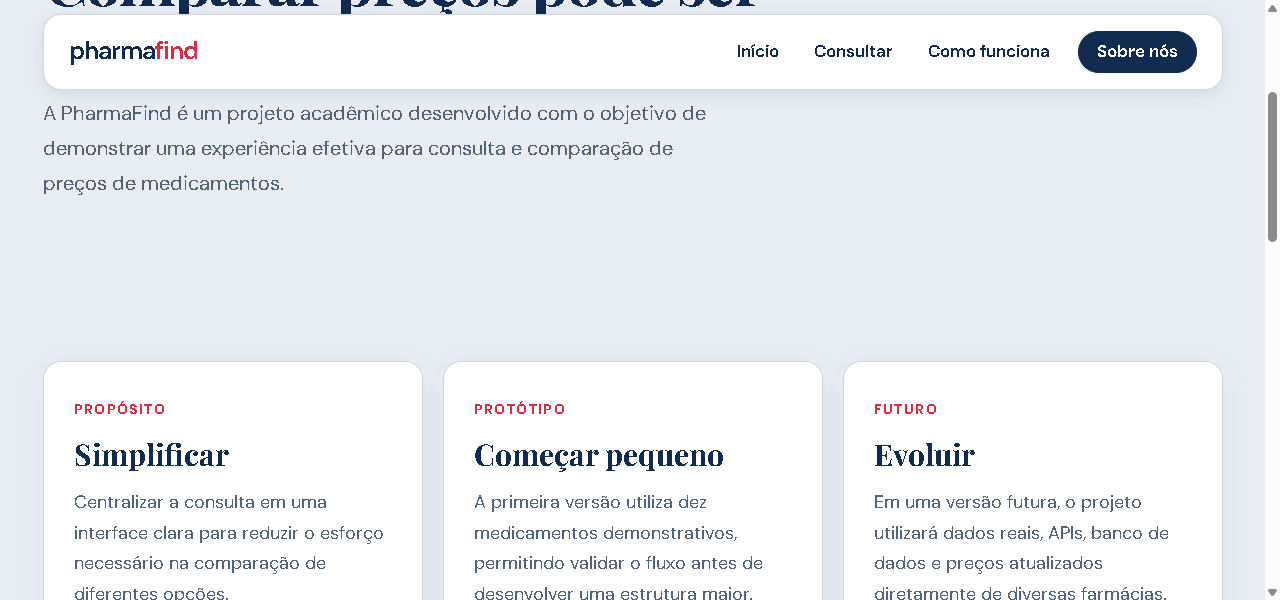 Comparar preços pode ser
pharmafind
Início
Consultar
Como funciona
Sobre nós
A PharmaFind é um projeto acadêmico desenvolvido com o objetivo de
demonstrar uma experiência efetiva para consulta e comparação de
preços de medicamentos.
PROPÓSITO
Simplificar
Centralizar a consulta em uma
interface clara para reduzir o esforço
necessário na comparação de
diferentes opções.
PROTÓTIPO
Começar pequeno
A primeira versão utiliza dez
medicamentos demonstrativos,
permitindo validar o fluxo antes de
desenvolver uma estrutura maior.
FUTURO
Evoluir
Em uma versão futura, o projeto
utilizará dados reais, APIs, banco de
dados e preços atualizados
diretamente de diversas farmácias.